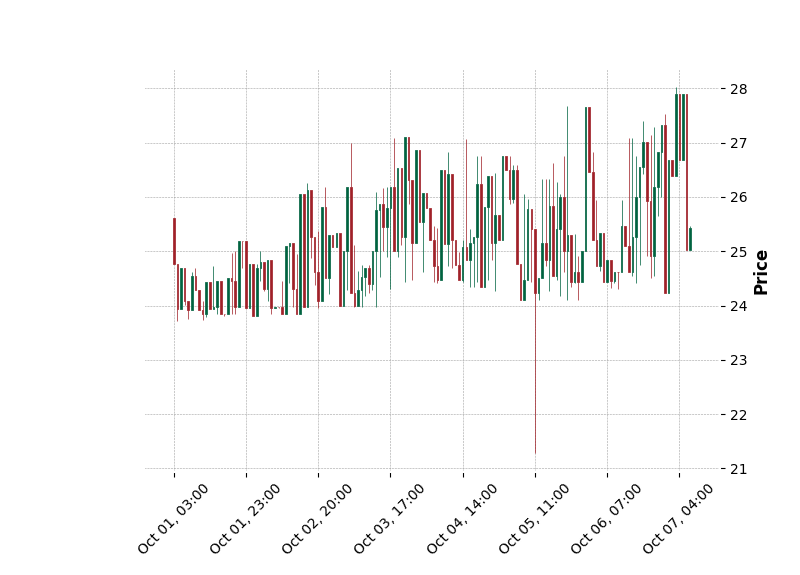 28
27
26
25
24
23
22
21
Price
Oct 01, 03:00
Oct 01, 23:00
Oct 02, 20:00
Oct 03, 17:00
Oct 04, 14:00
Oct 05, 11:00
Oct 06, 07:00
Oct 07, 04:00